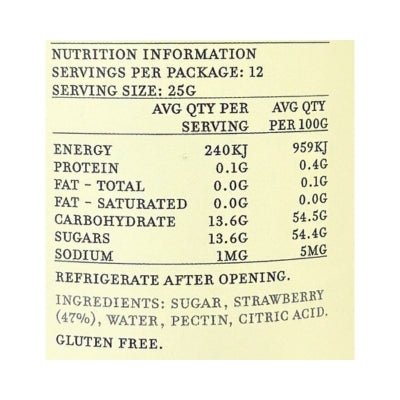 NUTRITION INFORMATION
SERVINGS PER PACKAGE: 12
SERVING SIZE: 25G
AVG QTY PER AVG QTY
SERVING PER 100G
ENERGY 240KJ 959KJ
PROTEIN 0.1G 0.4G
FAT - TOTAL 0.0G 0.1G
FAT - SATURATED 0.0G 0.0G
CARBOHYDRATE 13.6G 54.5G
SUGARS 13.6G 54.4G
SODIUM 1MG 5MG
REFRIGERATE AFTER OPENING.
INGREDIENTS: SUGAR, STRAWBERRY
(47%), WATER, PECTIN, CITRIC ACID.
GLUTEN FREE.